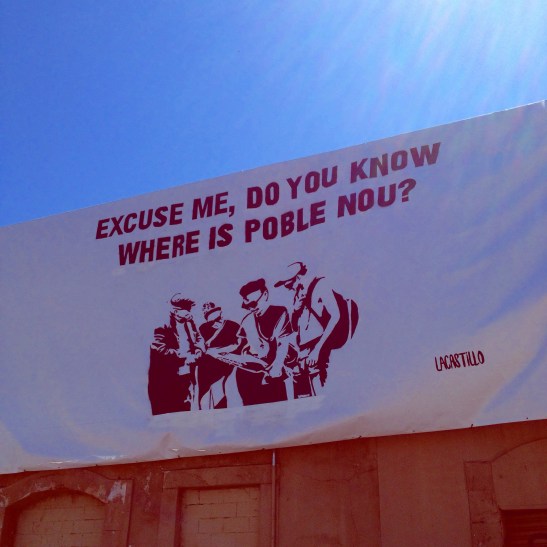 EXCUSE ME, DO YOU KNOW
WHERE IS POBLE NOU?
LACASTILLO